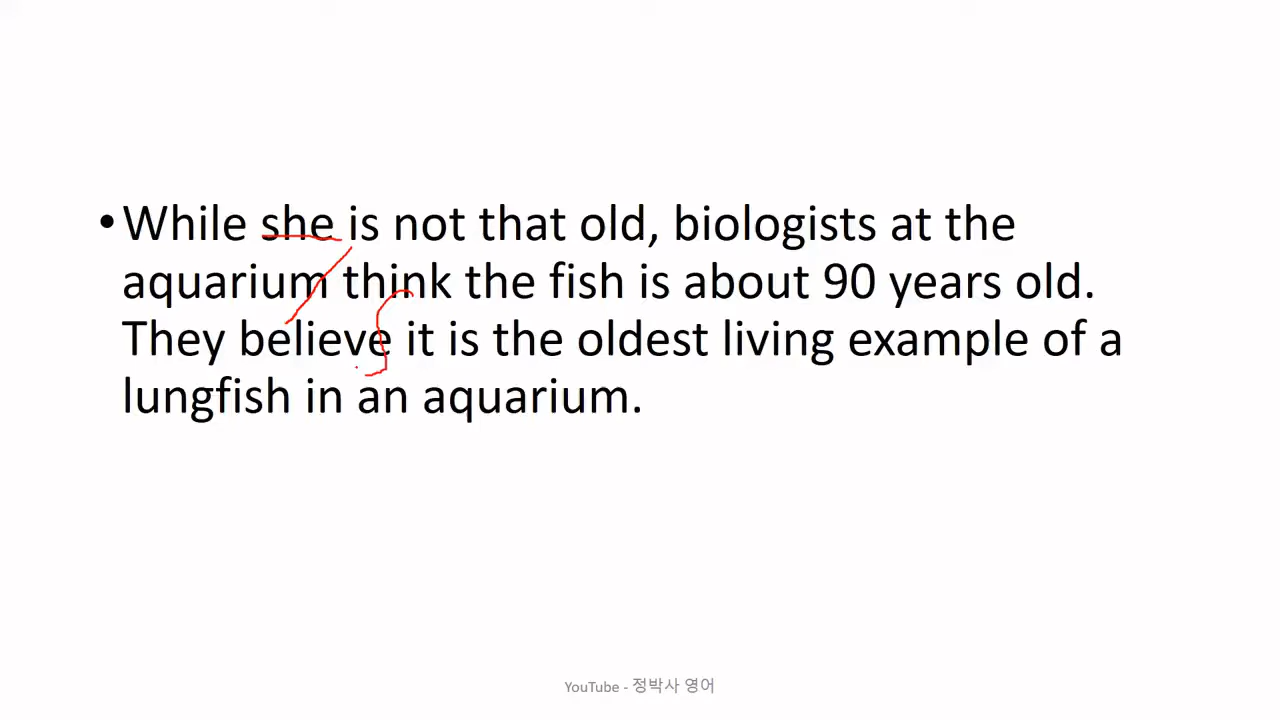 •While she is not that old, biologists at the
aquarium think the fish is about 90 years old.
They believe it is the oldest living example of a
lungfish in an aquarium.
YouTube - 정박사 영어